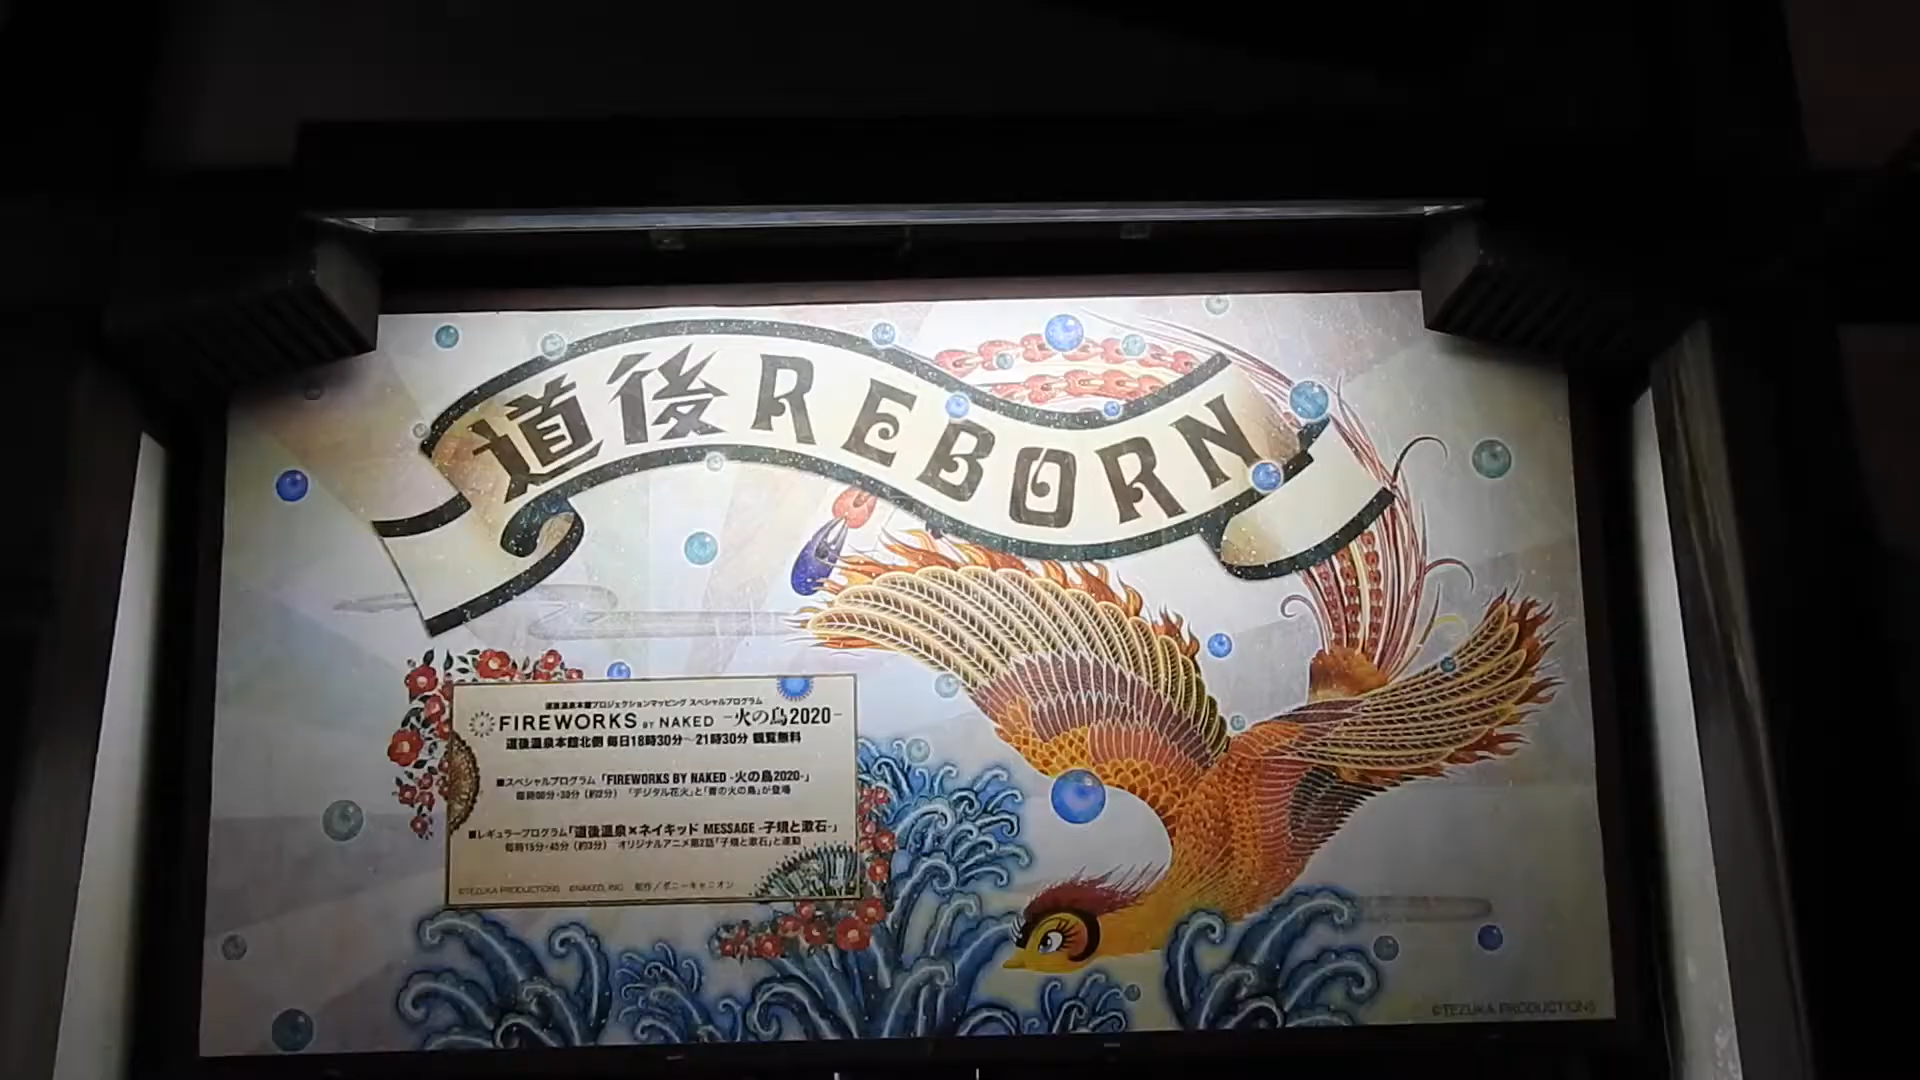 道後REBORN
道後温泉本館プロジェクションマッピング スペシャルプログラム
FIREWORKS BY NAKED -火の鳥2020-
道後温泉本館北側 毎日18時30分〜21時30分 観覧無料
■スペシャルプログラム「FIREWORKS BY NAKED -火の鳥2020-」
毎時00分・30分（約2分） 「デジタル花火」と「音の火の鳥」が登場
■レギュラープログラム「道後温泉×ネイキッド MESSAGE -子規と漱石-」
毎時15分・45分（約3分） オリジナルアニメ第2話「子規と漱石」と連動
©TEZUKA PRODUCTIONS ©NAKED, INC. 制作／ポニーキャニオン
©TEZUKA PRODUCTIONS